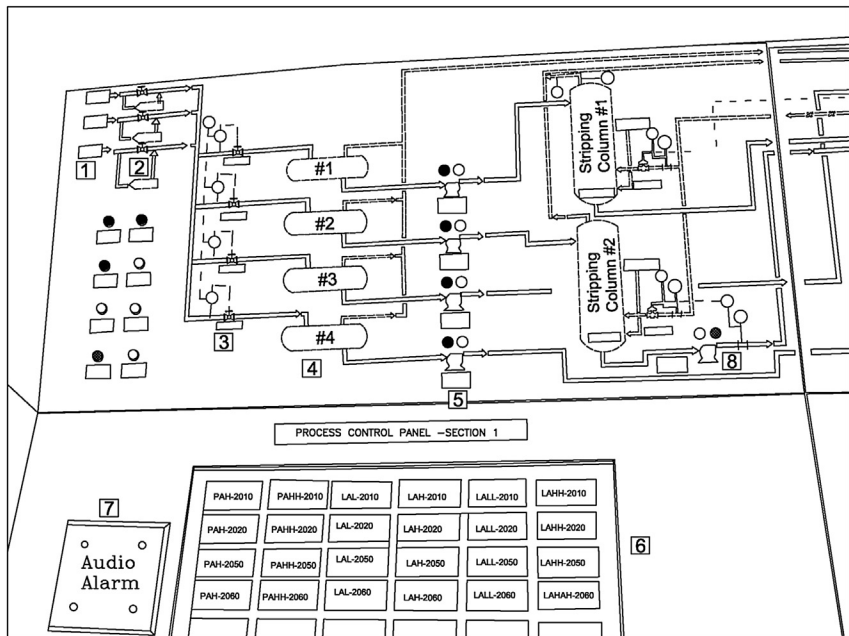 Stripping
Column #1
#1
1
2
#2
Stripping
Column #2
#3
3
#4
4
8
5
PROCESS CONTROL PANEL -SECTION 1
7
Audio
Alarm
6
PAH-2010 PAHH-2010 LAL-2010 LAH-2010 LALL-2010 LAHH-2010
PAH-2020 PAHH-2020 LAL-2020 LAH-2020 LALL-2020 LAHH-2020
PAH-2050 PAHH-2050 LAL-2050 LAH-2050 LALL-2050 LAHH-2050
PAH-2060 PAHH-2060 LAL-2060 LAH-2060 LALL-2060 LAHAH-2060